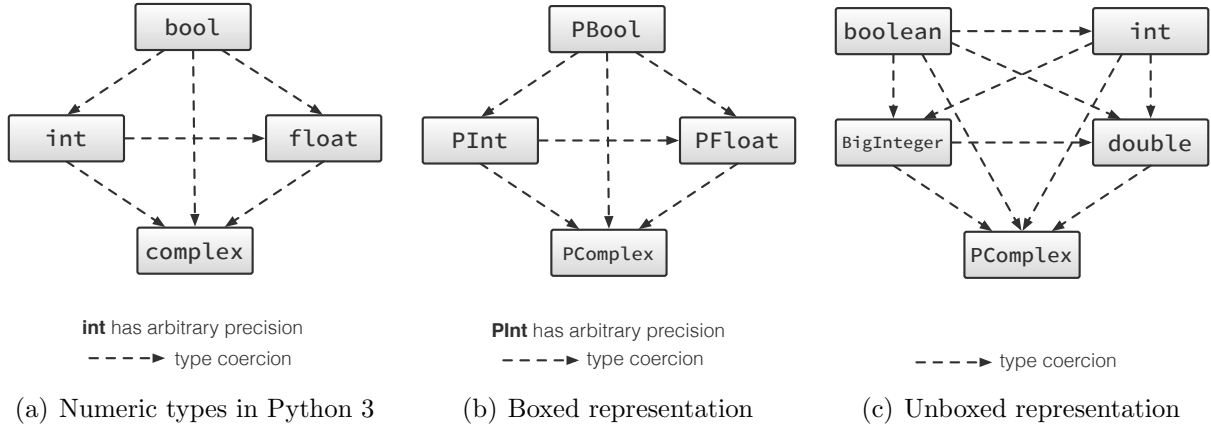 bool
int
float
complex
int has arbitrary precision
type coercion
(a) Numeric types in Python 3
PBool
PInt
PFloat
PComplex
PInt has arbitrary precision
type coercion
(b) Boxed representation
boolean
int
BigInteger
double
PComplex
type coercion
(c) Unboxed representation